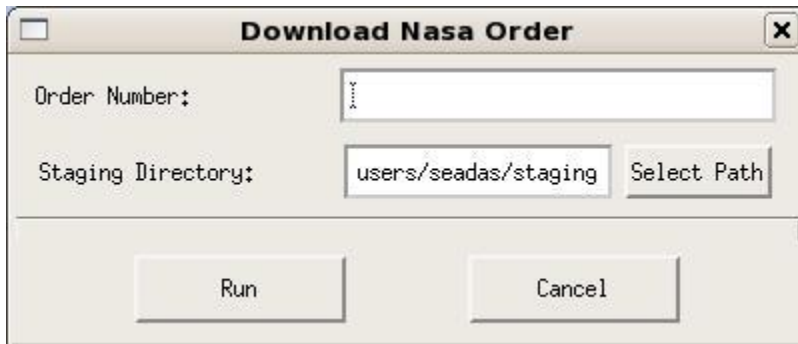 Download Nasa Order
Order Number:
Staging Directory: users/seadas/staging Select Path
Run Cancel